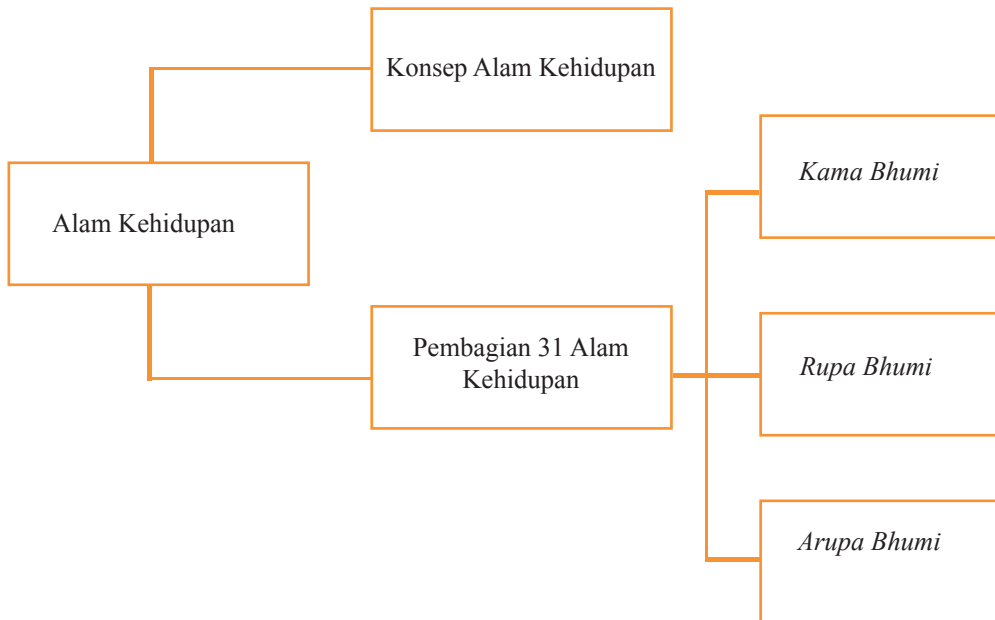 Konsep Alam Kehidupan
Alam Kehidupan
Pembagian 31 Alam
Kehidupan
Kama Bhumi
Rupa Bhumi
Arupa Bhumi